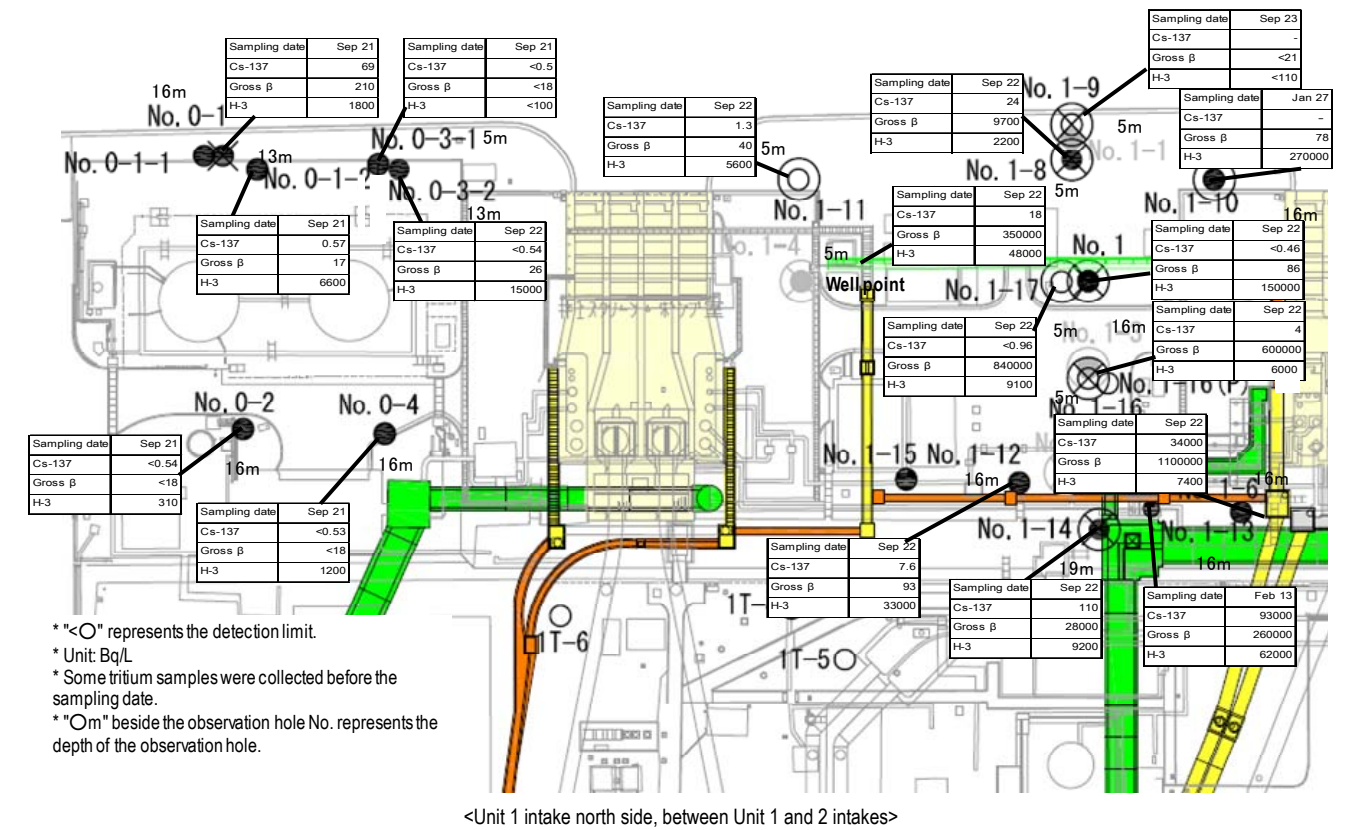 Sampling date Sep 23
Cs-137 -
Gross β <21
H-3 <110
Sampling date Sep 21
Cs-137 69
Gross β 210
H-3 1800
Sampling date Sep 21
Cs-137 <0.5
Gross β <18
H-3 <100
Sampling date Sep 22
Cs-137 24
Gross β 9700
H-3 2200
Sampling date Jan 27
Cs-137 -
Gross β 78
H-3 270000
Sampling date Sep 22
Cs-137 1.3
Gross β 40
H-3 5600
16m
No. 0-1
No. 0-1-1
13m
No. 0-3-1
5m
No. 0-3-2
13m
5m
No. 1-11
No. 1-9
5m
No. 1-8
5m
No. 1-10
16m
Sampling date Sep 21
Cs-137 0.57
Gross β 17
H-3 6600
Sampling date Sep 22
Cs-137 <0.54
Gross β 26
H-3 15000
Sampling date Sep 22
Cs-137 18
Gross β 350000
H-3 48000
Sampling date Sep 22
Cs-137 <0.46
Gross β 86
H-3 150000
5m
Well point
No. 1
No. 1-17
5m
16m
Sampling date Sep 22
Cs-137 <0.96
Gross β 840000
H-3 9100
Sampling date Sep 22
Cs-137 4
Gross β 600000
H-3 6000
No. 1-16(P)
5m
No. 1-16
No. 0-2
16m
No. 0-4
16m
Sampling date Sep 21
Cs-137 <0.54
Gross β <18
H-3 310
Sampling date Sep 21
Cs-137 <0.53
Gross β <18
H-3 1200
Sampling date Sep 22
Cs-137 34000
Gross β 1100000
H-3 7400
No. 1-15
No. 1-12
16m
16m
No. 1-14
No. 1-13
19m
16m
Sampling date Sep 22
Cs-137 7.6
Gross β 93
H-3 33000
Sampling date Sep 22
Cs-137 110
Gross β 28000
H-3 9200
Sampling date Feb 13
Cs-137 93000
Gross β 260000
H-3 62000
1T-6
1T-5
* "<○" represents the detection limit.
* Unit: Bq/L
* Some tritium samples were collected before the
sampling date.
* "○m" beside the observation hole No. represents the
depth of the observation hole.
<Unit 1 intake north side, between Unit 1 and 2 intakes>